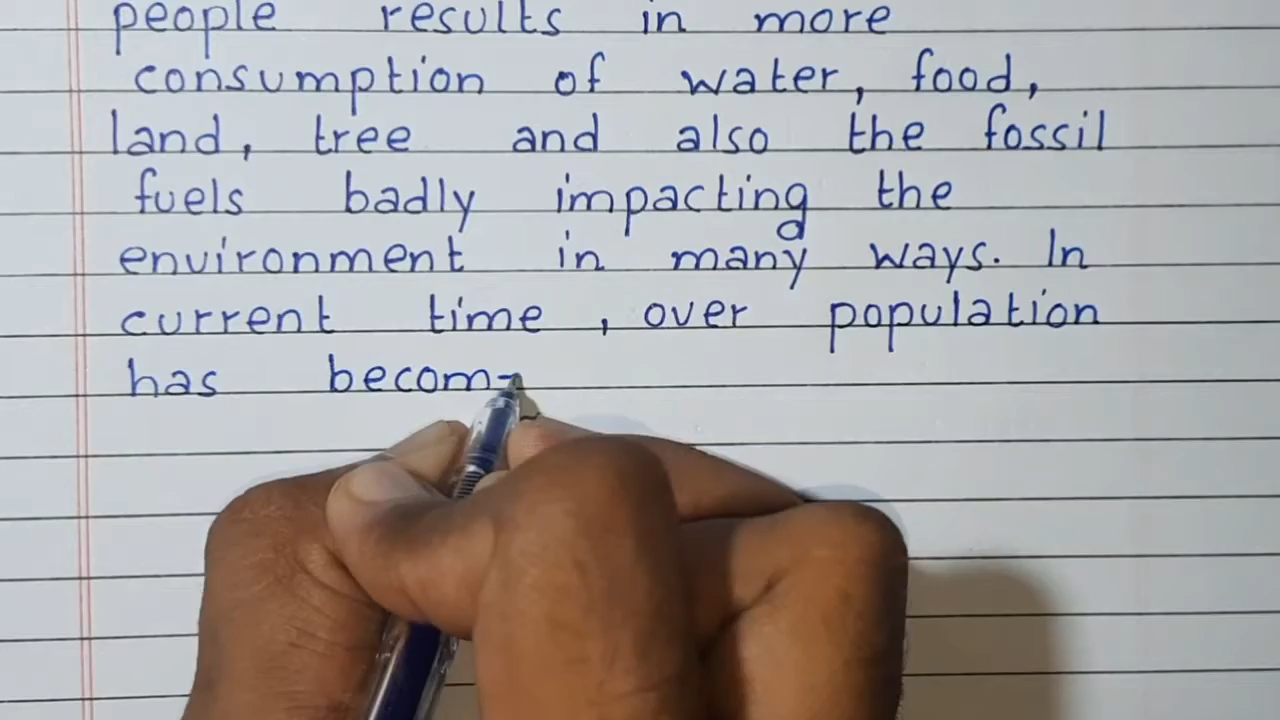 people results in more
consumption of water, food,
land, tree and also the fossil
fuels badly impacting the
environment in many ways. In
current time, over population
has becom